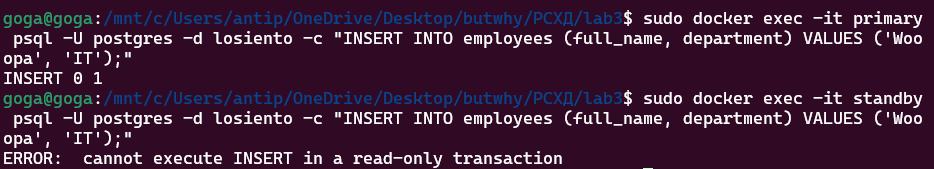 goga@goga:/mnt/c/Users/antip/OneDrive/Desktop/butwhy/РСХД/lab3$ sudo docker exec -it primary
 psql -U postgres -d losiento -c "INSERT INTO employees (full_name, department) VALUES ('Woo
opa', 'IT');"
INSERT 0 1
goga@goga:/mnt/c/Users/antip/OneDrive/Desktop/butwhy/РСХД/lab3$ sudo docker exec -it standby
 psql -U postgres -d losiento -c "INSERT INTO employees (full_name, department) VALUES ('Woo
opa', 'IT');"
ERROR:  cannot execute INSERT in a read-only transaction